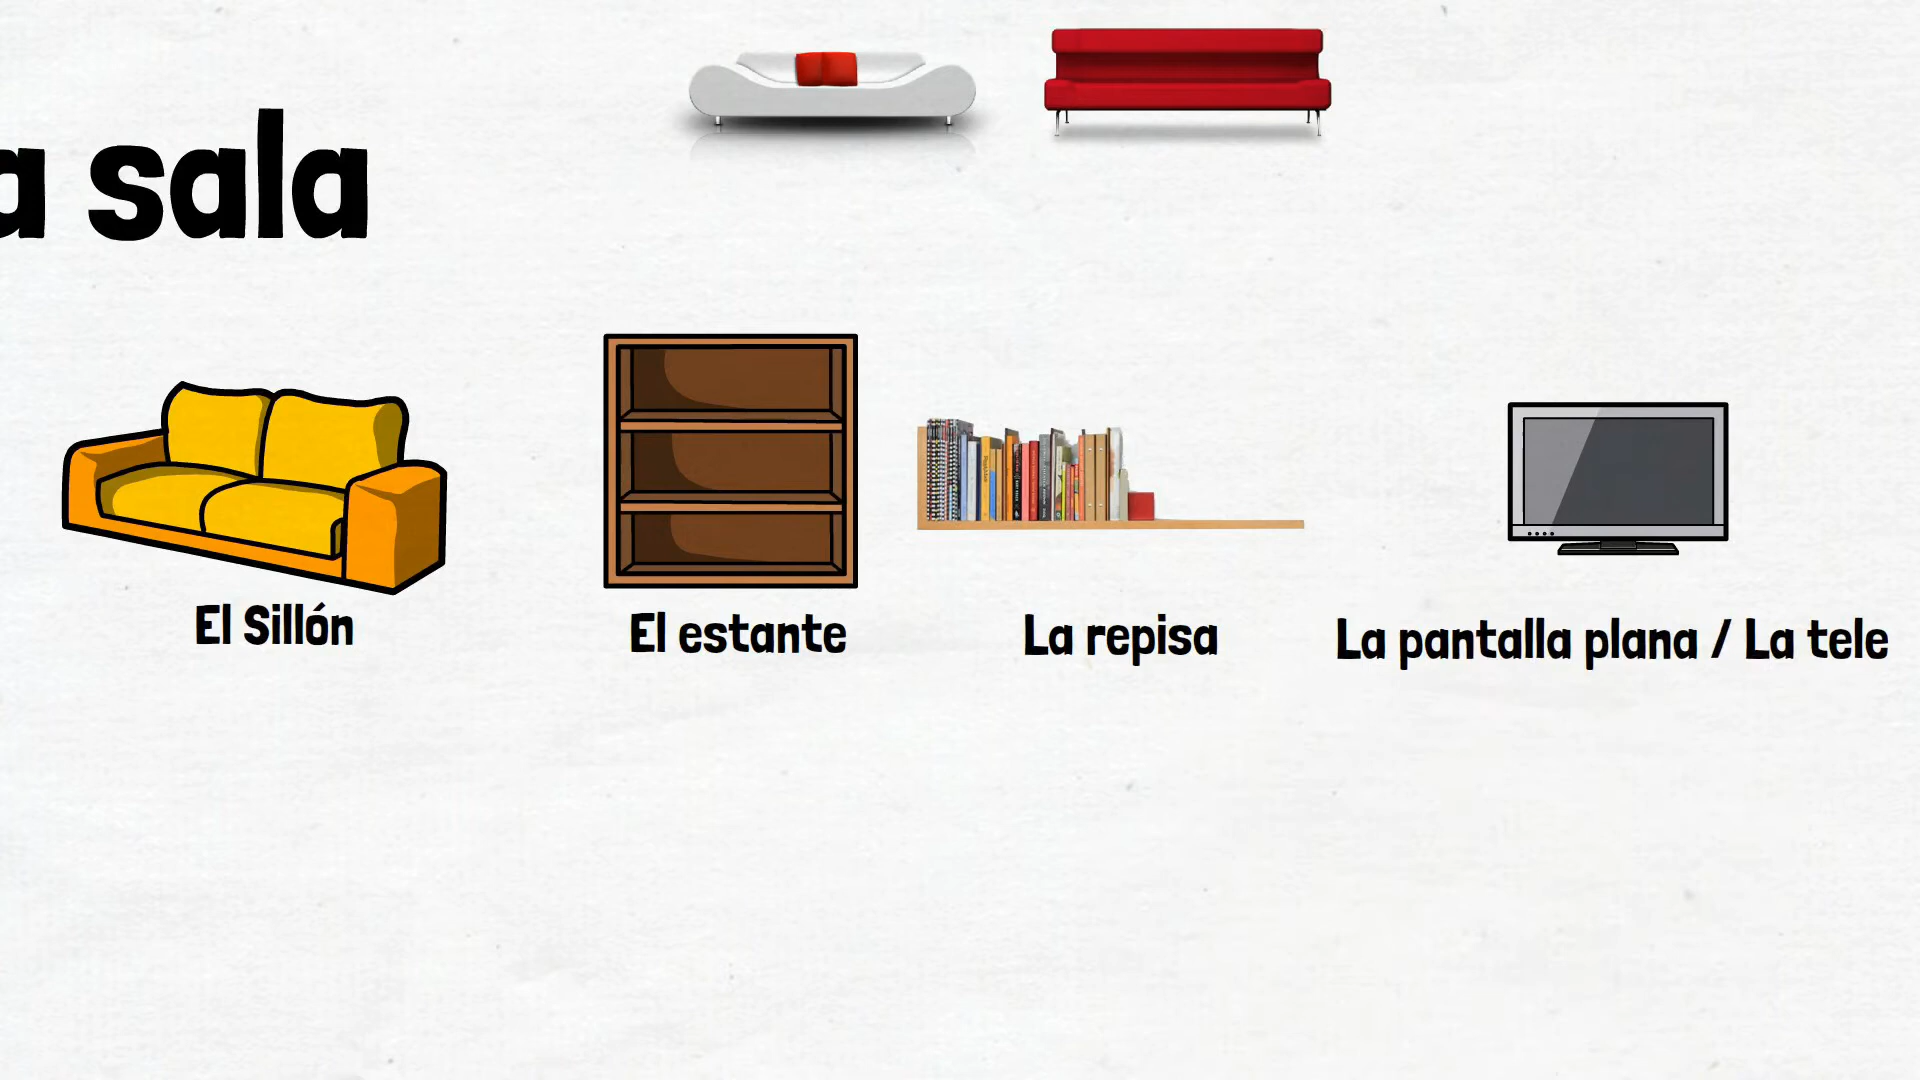 a sala
El Sillón
El estante
La repisa
La pantalla plana / La tele